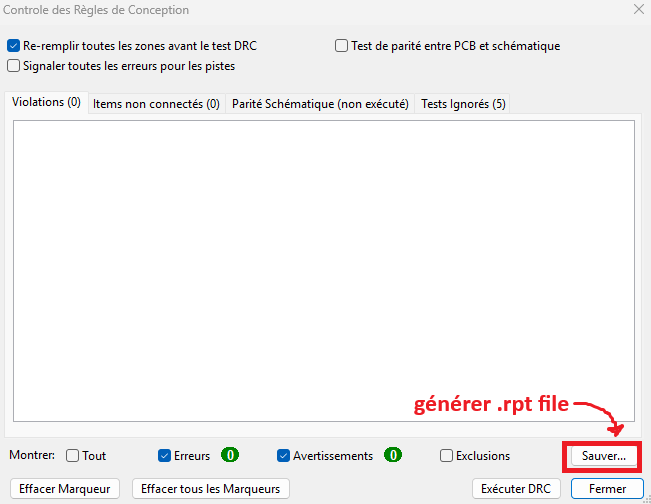 Controle des Règles de Conception
Re-remplir toutes les zones avant le test DRC
Test de parité entre PCB et schématique
Signaler toutes les erreurs pour les pistes
Violations (0)
Items non connectés (0)
Parité Schématique (non exécuté)
Tests Ignorés (5)
générer .rpt file
Montrer:
Tout
Erreurs
0
Avertissements
0
Exclusions
Sauver...
Effacer Marqueur
Effacer tous les Marqueurs
Exécuter DRC
Fermer